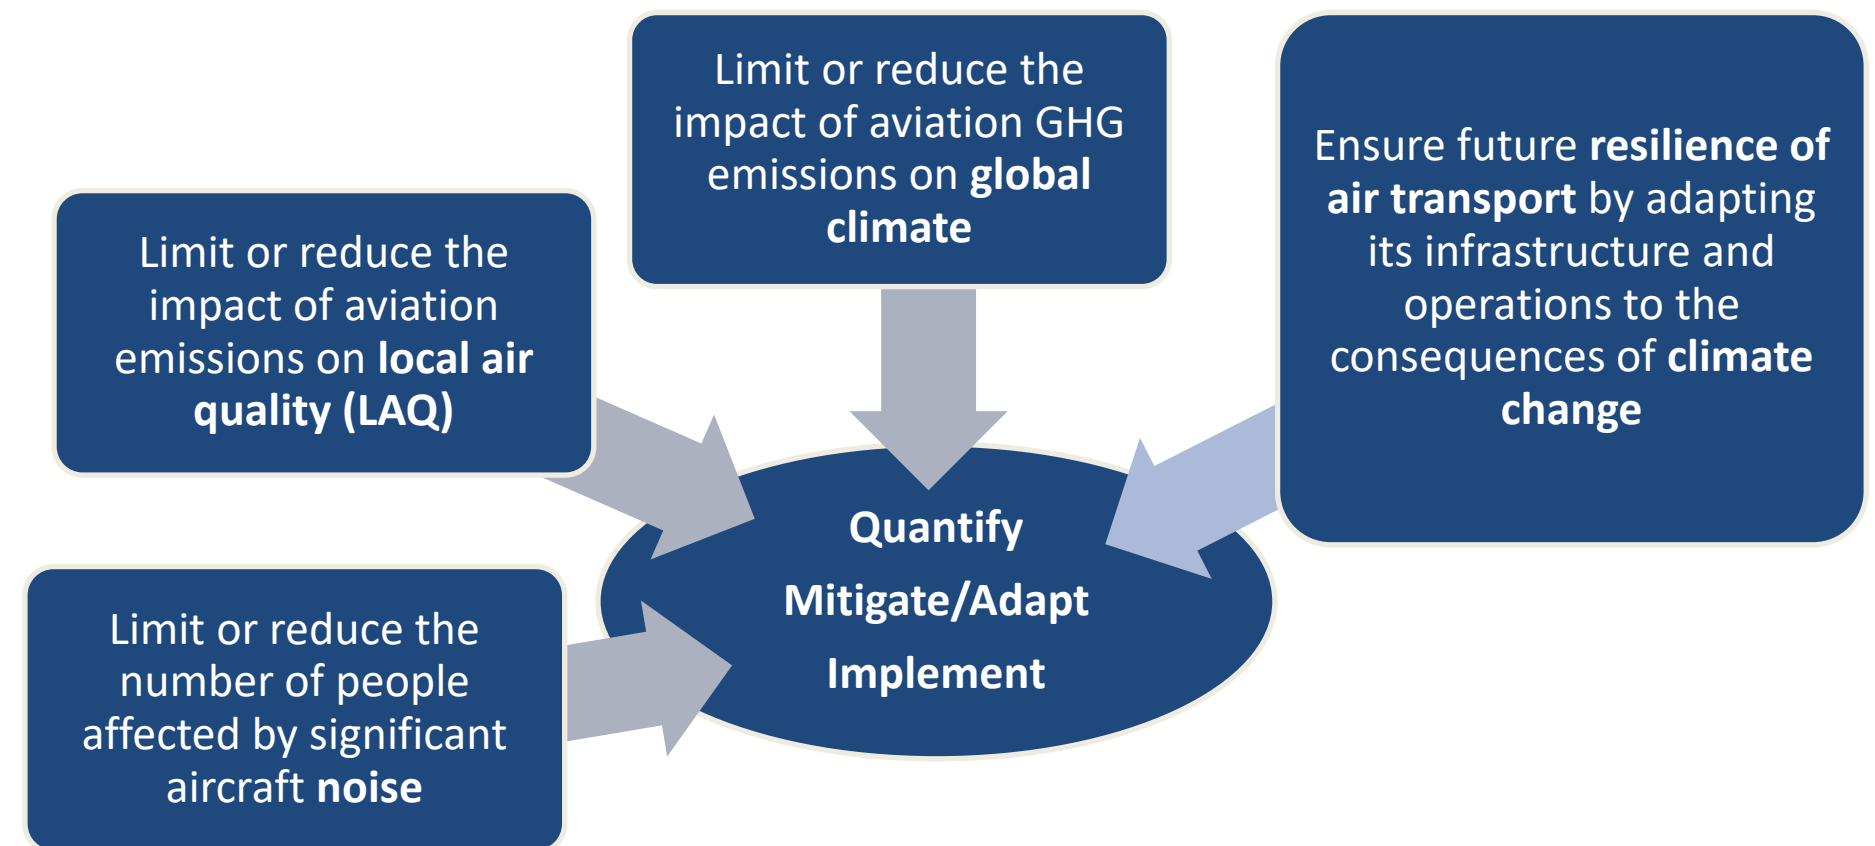 Limit or reduce the
impact of aviation GHG
emissions on global
climate
Ensure future resilience of
air transport by adapting
its infrastructure and
operations to the
consequences of climate
change
Limit or reduce the
impact of aviation
emissions on local air
quality (LAQ)
Quantify
Mitigate/Adapt
Implement
Limit or reduce the
number of people
affected by significant
aircraft noise